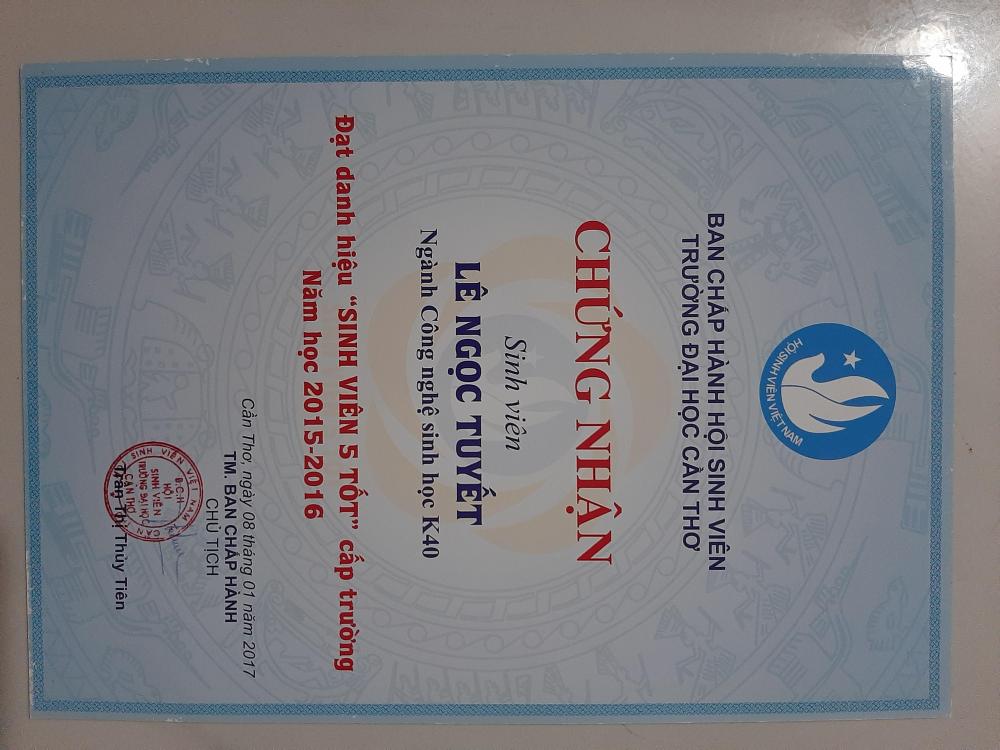 HỘI SINH VIÊN VIỆT NAM
BAN CHẤP HÀNH HỘI SINH VIÊN
TRƯỜNG ĐẠI HỌC CẦN THƠ
CHỨNG NHẬN
Sinh viên
LÊ NGỌC TUYẾT
Ngành Công nghệ sinh học K40
Đạt danh hiệu “SINH VIÊN 5 TỐT” cấp trường
Năm học 2015-2016
Cần Thơ, ngày 08 tháng 01 năm 2017
TM. BAN CHẤP HÀNH
CHỦ TỊCH
SINH VIÊN VIỆT NAM
B.C.H
HỘI
SINH VIÊN
TRƯỜNG ĐẠI HỌC
CẦN THƠ
Trần Thị Thủy Tiên